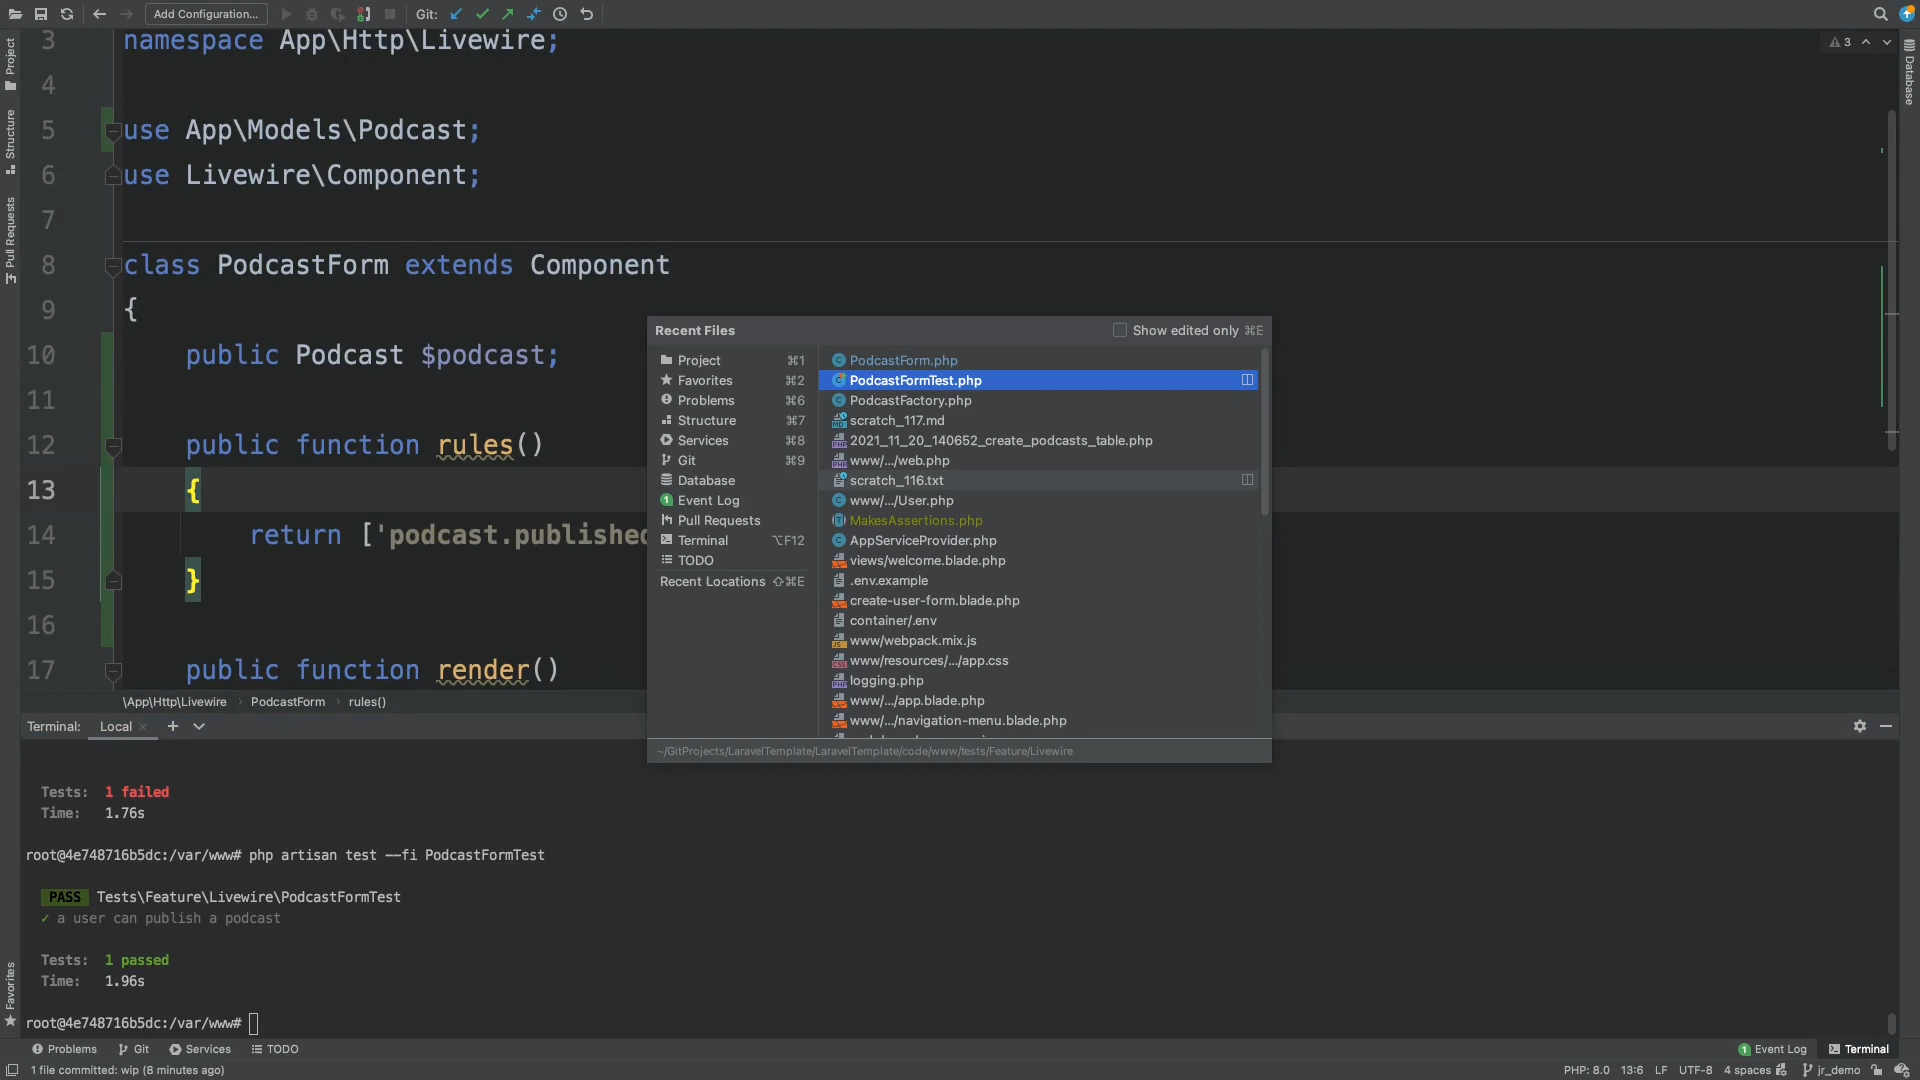 Add Configuration...
Git:
3
Project
Structure
Pull Requests
Favorites
Database
3 namespace App\Http\Livewire;
4
5 use App\Models\Podcast;
6 use Livewire\Component;
7
8 class PodcastForm extends Component
9 {
10 public Podcast $podcast;
11
12 public function rules()
13 {
14 return ['podcast.published
15 }
16
17 public function render()
Recent Files
Show edited only ⌘E
Project ⌘1
Favorites ⌘2
Problems ⌘6
Structure ⌘7
Services ⌘8
Git ⌘9
Database
1 Event Log
Pull Requests
Terminal ⌥F12
TODO
Recent Locations ⇧⌘E
PodcastForm.php
PodcastFormTest.php
PodcastFactory.php
scratch_117.md
2021_11_20_140652_create_podcasts_table.php
www/.../web.php
scratch_116.txt
www/.../User.php
MakesAssertions.php
AppServiceProvider.php
views/welcome.blade.php
.env.example
create-user-form.blade.php
container/.env
www/webpack.mix.js
www/resources/.../app.css
logging.php
www/.../app.blade.php
www/.../navigation-menu.blade.php
~/GitProjects/LaravelTemplate/LaravelTemplate/code/www/tests/Feature/Livewire
\App\Http\Livewire › PodcastForm › rules()
Terminal: Local × +
Tests: 1 failed
Time: 1.76s
root@4e748716b5dc:/var/www# php artisan test --fi PodcastFormTest
PASS Tests\Feature\Livewire\PodcastFormTest
✓ a user can publish a podcast
Tests: 1 passed
Time: 1.96s
root@4e748716b5dc:/var/www#
Problems Git Services TODO
1 Event Log Terminal
1 file committed: wip (8 minutes ago)
PHP: 8.0 13:6 LF UTF-8 4 spaces jr_demo